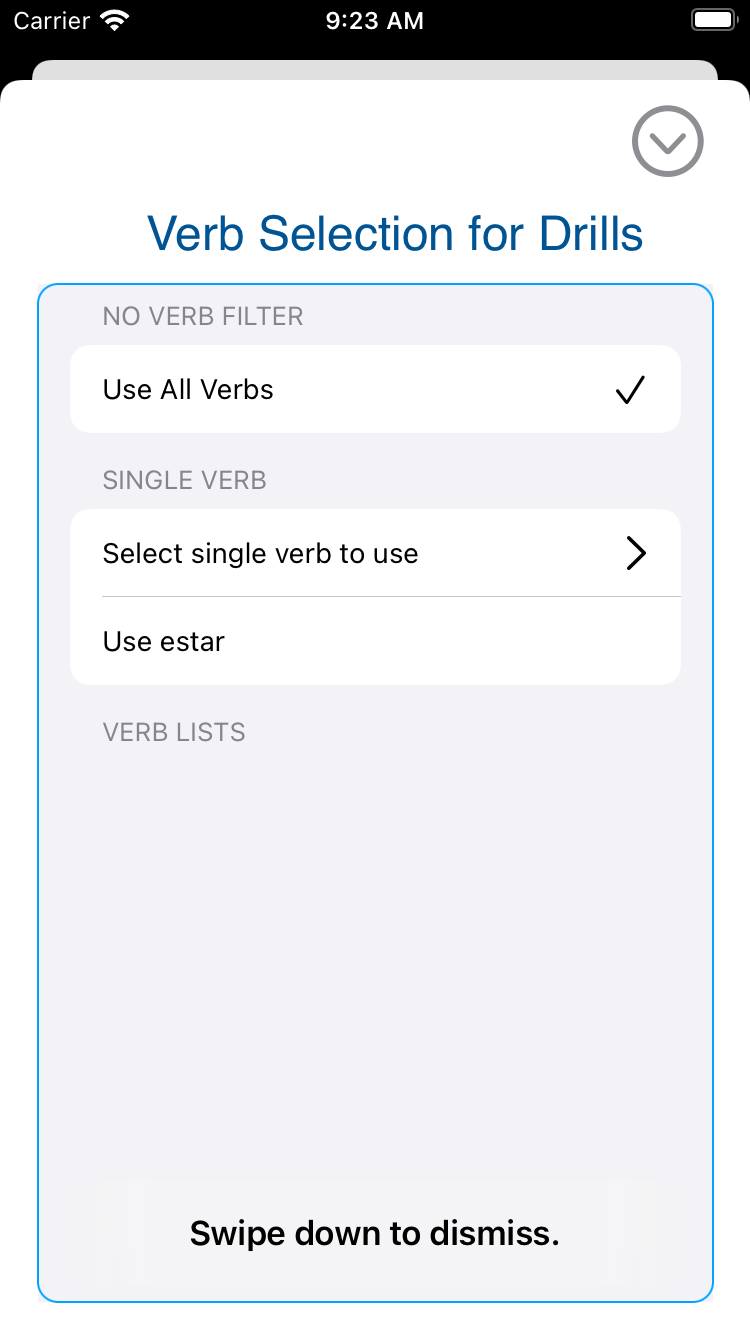 Carrier 9:23 AM
Verb Selection for Drills
NO VERB FILTER
Use All Verbs
SINGLE VERB
Select single verb to use
Use estar
VERB LISTS
Swipe down to dismiss.